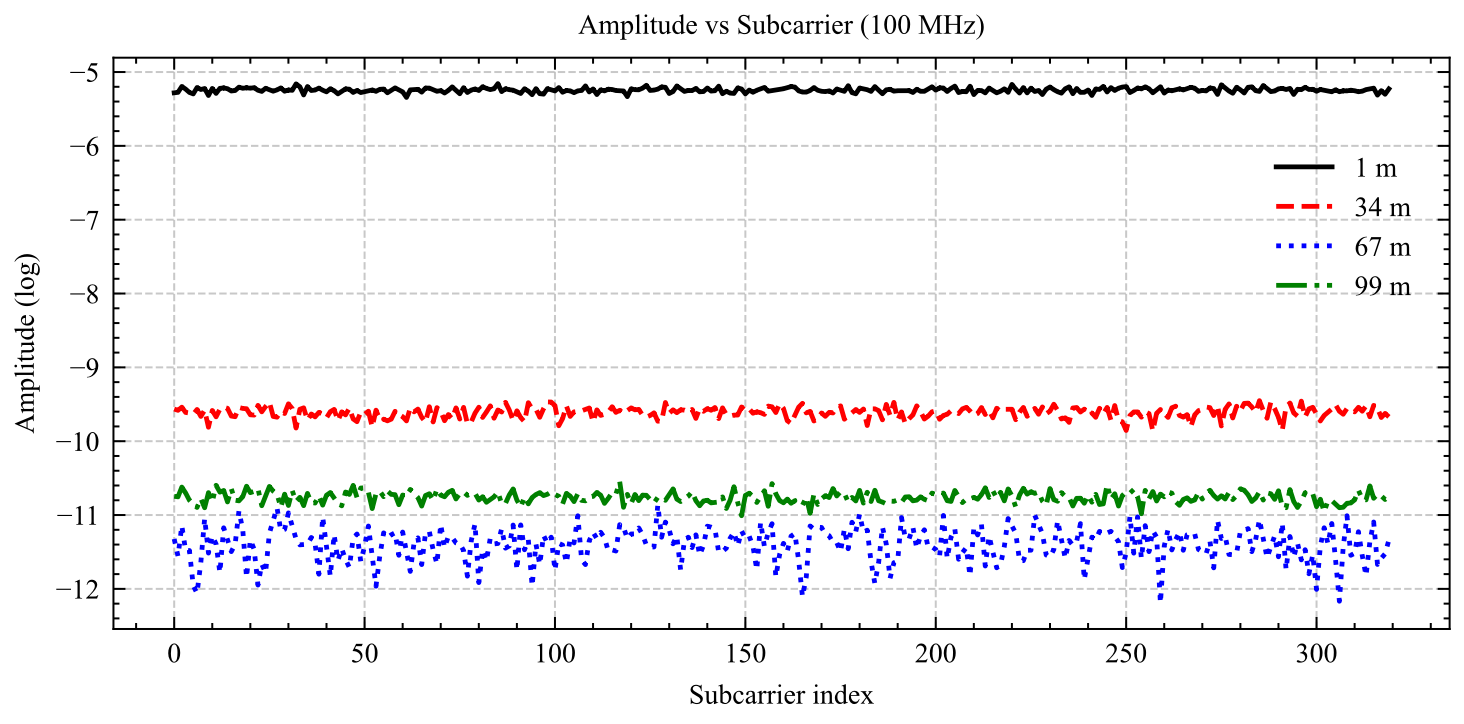 Amplitude vs Subcarrier (100 MHz)
Amplitude (log)
−5
−6
−7
−8
−9
−10
−11
−12
1 m
34 m
67 m
99 m
0 50 100 150 200 250 300
Subcarrier index